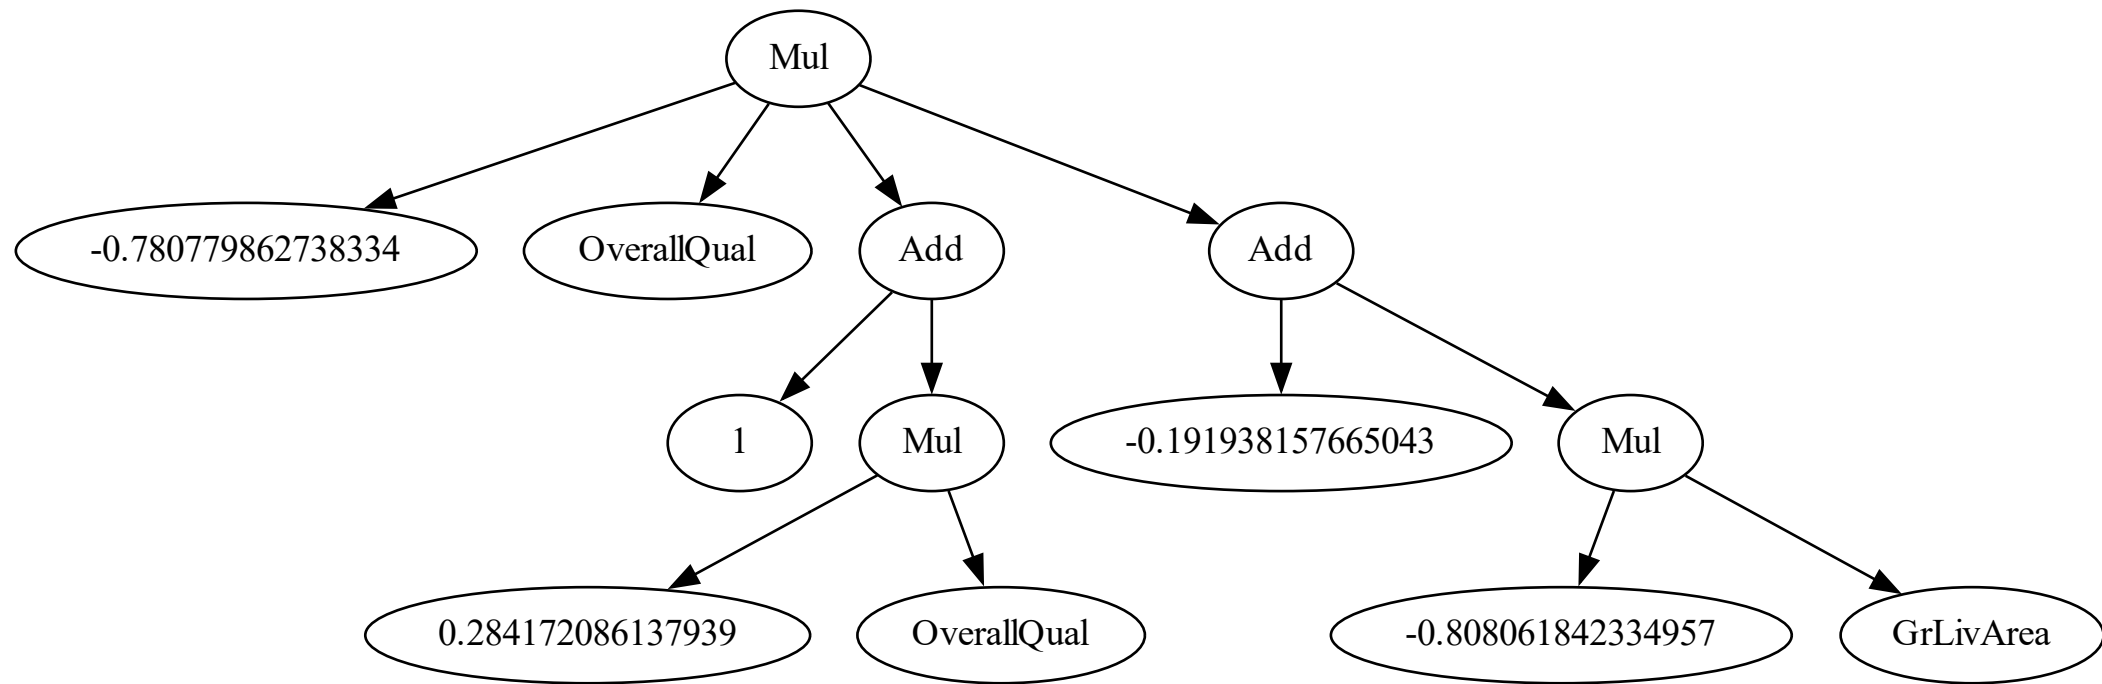 Mul
-0.780779862738334
OverallQual
Add
Add
1
Mul
-0.191938157665043
Mul
0.284172086137939
OverallQual
-0.808061842334957
GrLivArea